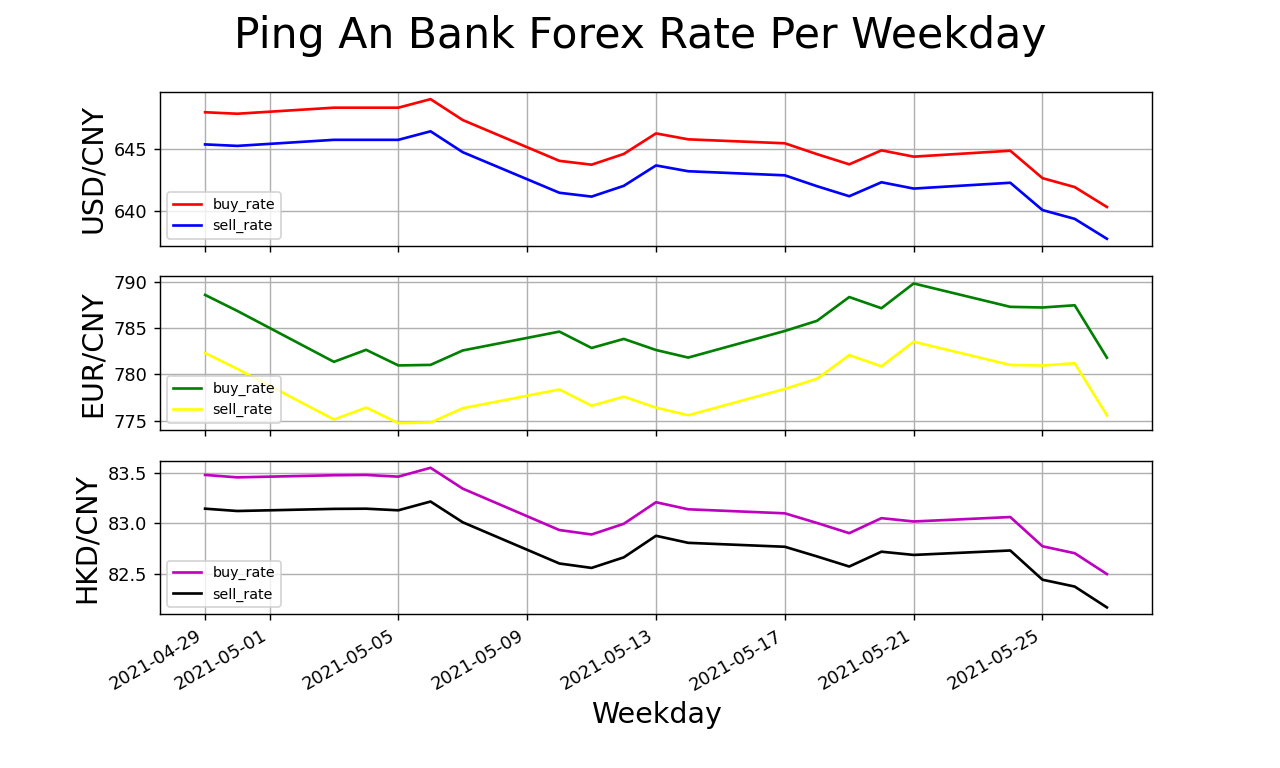 Ping An Bank Forex Rate Per Weekday
USD/CNY
645
640
buy_rate
sell_rate
EUR/CNY
790
785
780
775
buy_rate
sell_rate
HKD/CNY
83.5
83.0
82.5
buy_rate
sell_rate
2021-04-29
2021-05-01
2021-05-05
2021-05-09
2021-05-13
2021-05-17
2021-05-21
2021-05-25
Weekday